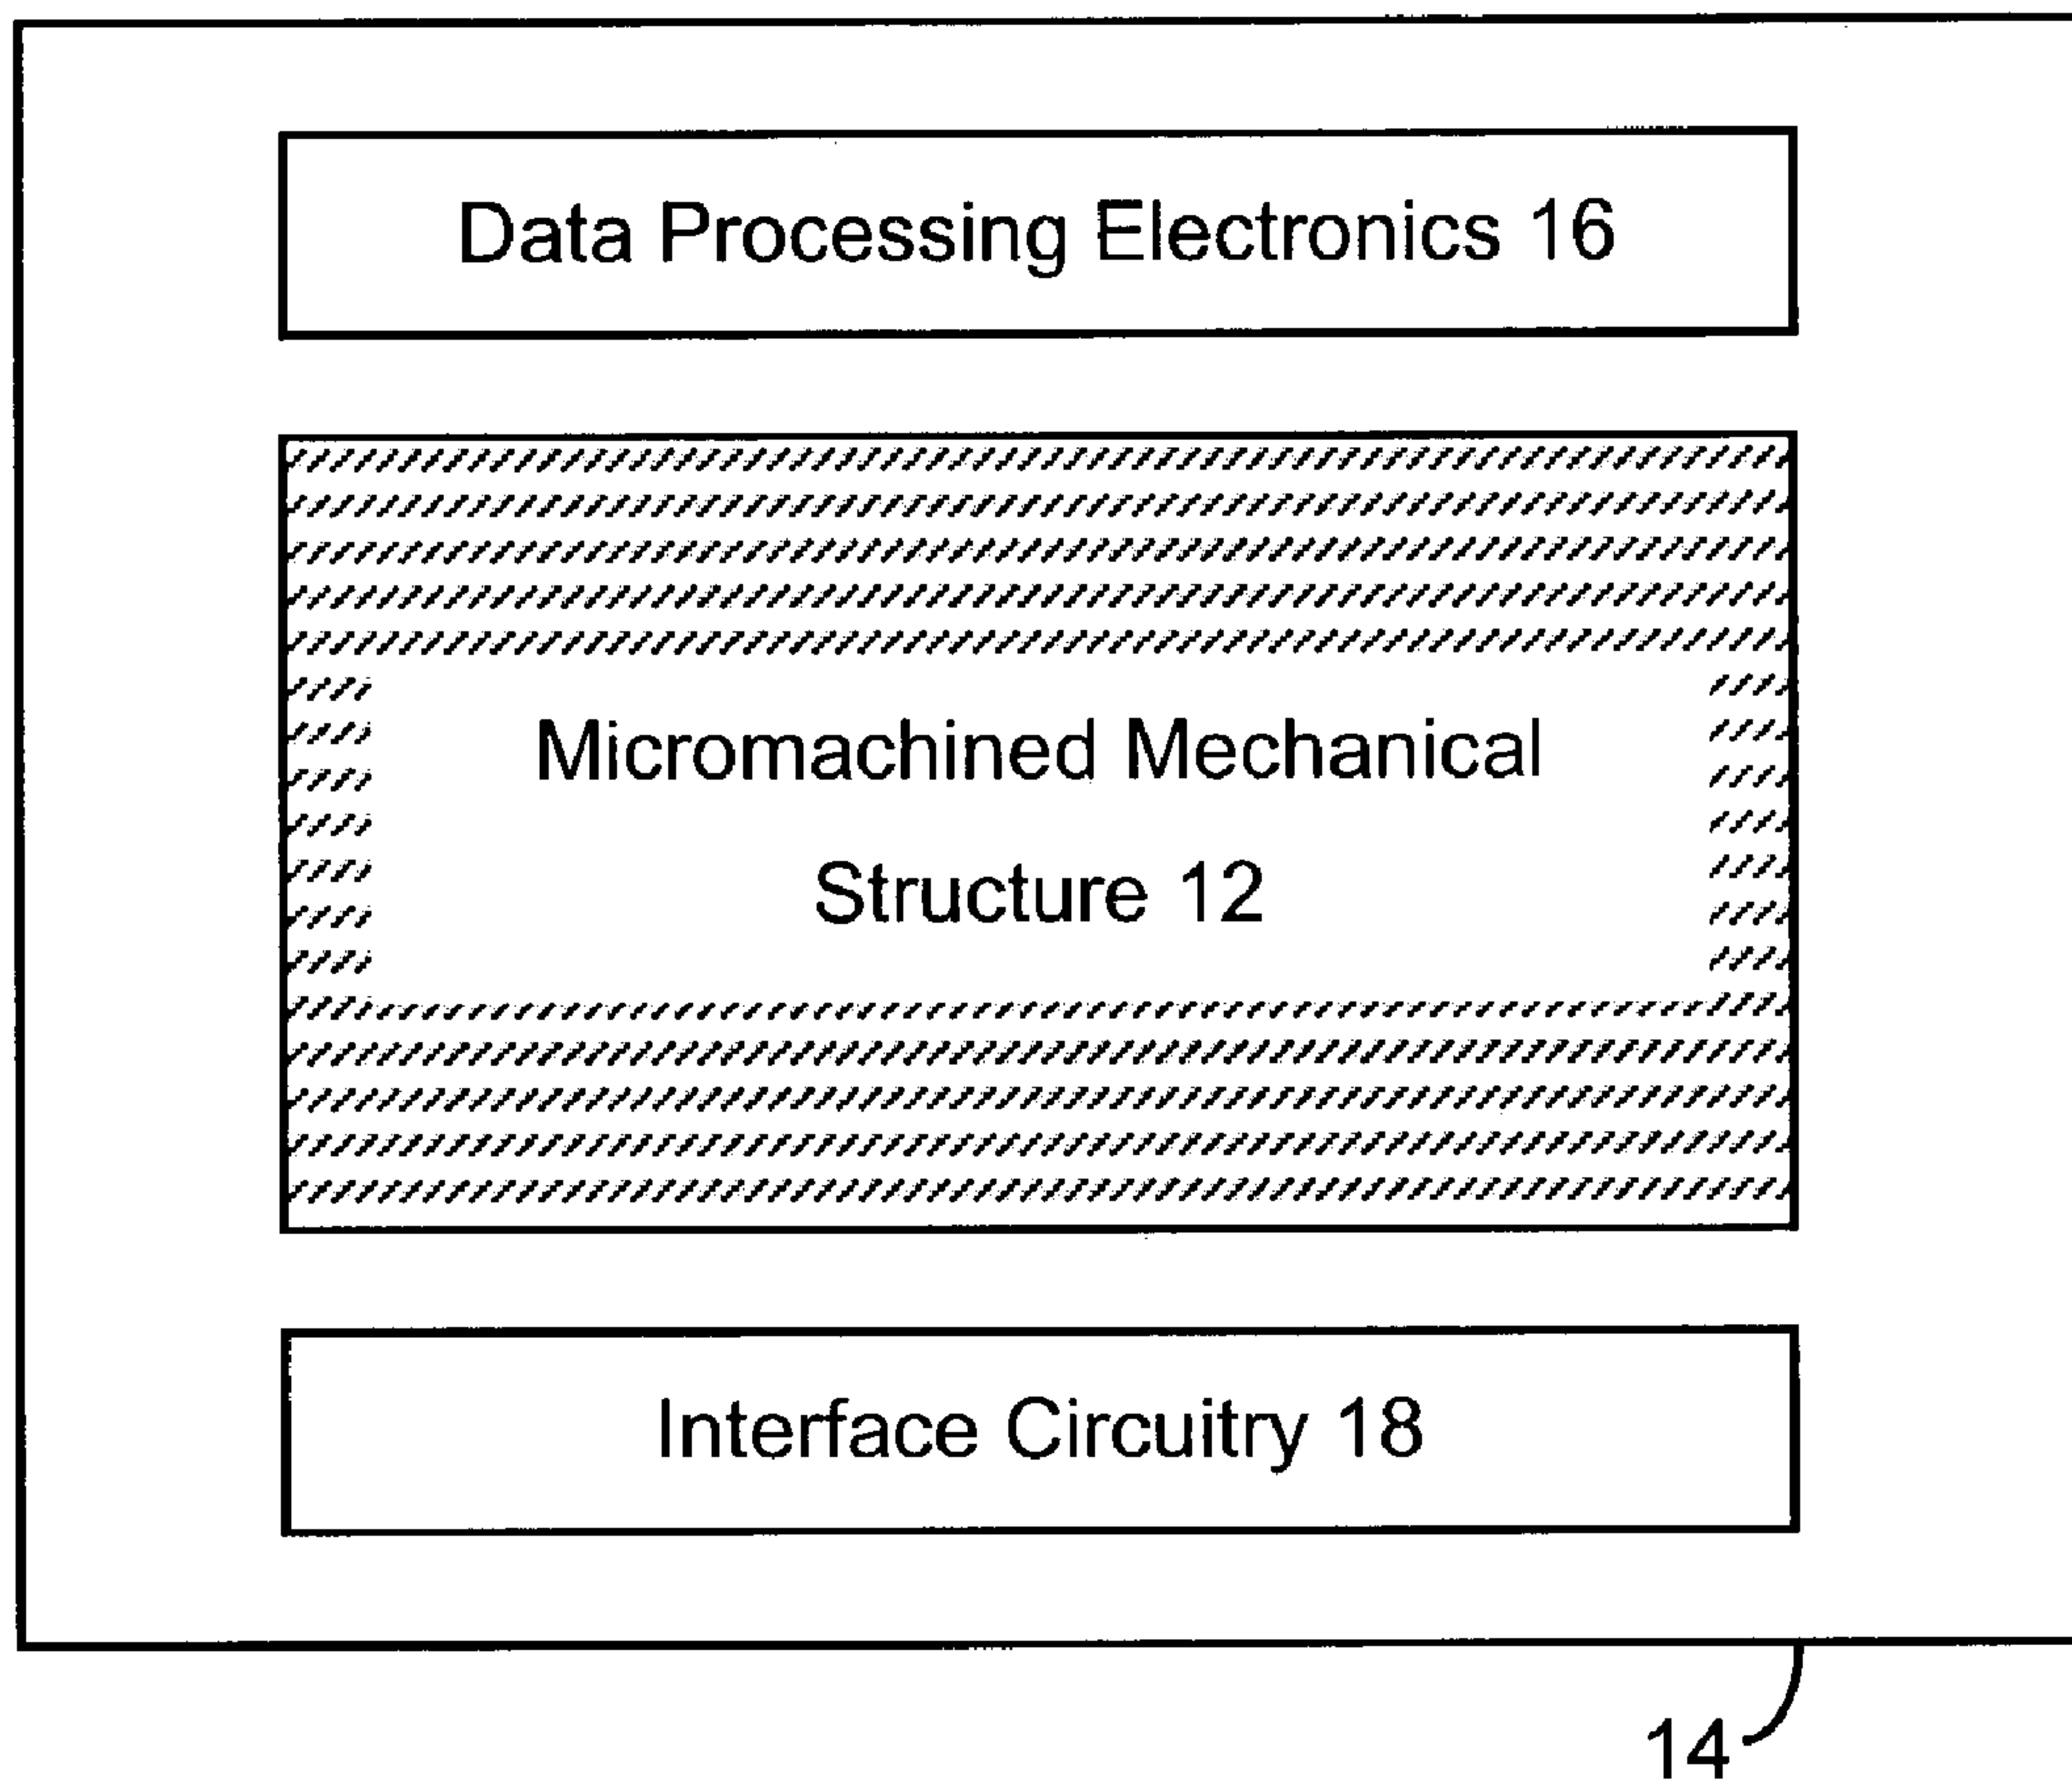 Data Processing Electronics 16
Micromachined Mechanical
Structure 12
Interface Circuitry 18
14